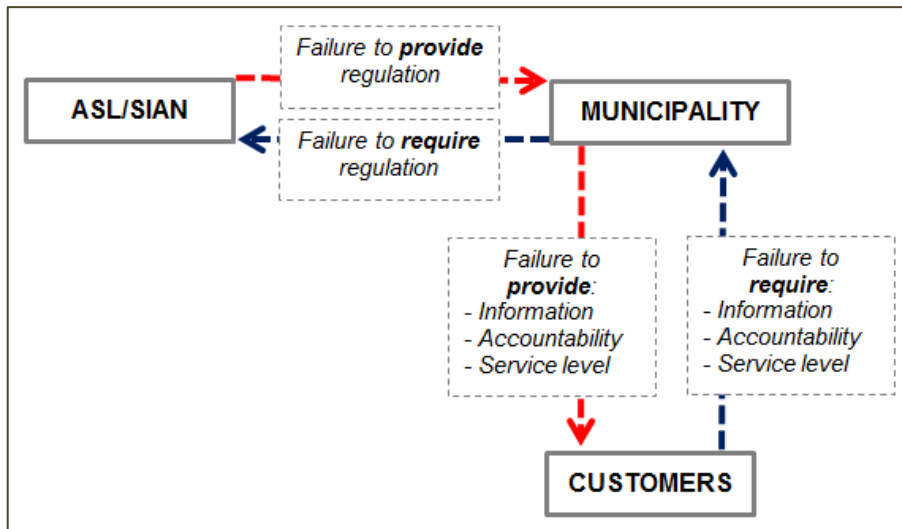 Failure to provide
regulation
ASL/SIAN
MUNICIPALITY
Failure to require
regulation
Failure to
provide:
- Information
- Accountability
- Service level
Failure to
require:
- Information
- Accountability
- Service level
CUSTOMERS